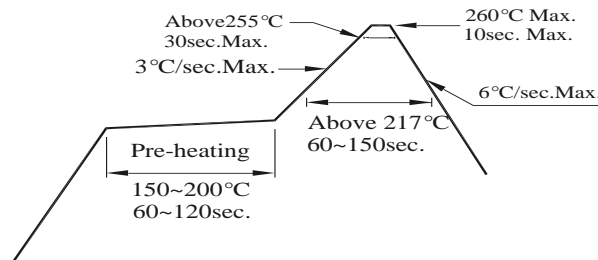 Above255°C
30sec.Max.
260°C Max.
10sec. Max.
3°C/sec.Max.
6°C/sec.Max.
Above 217°C
60~150sec.
Pre-heating
150~200°C
60~120sec.